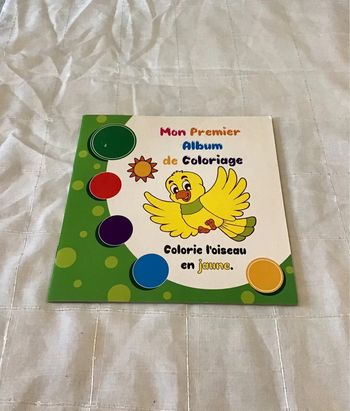 Mon Premier
Album
de Coloriage
Colorie l'oiseau
en jaune.